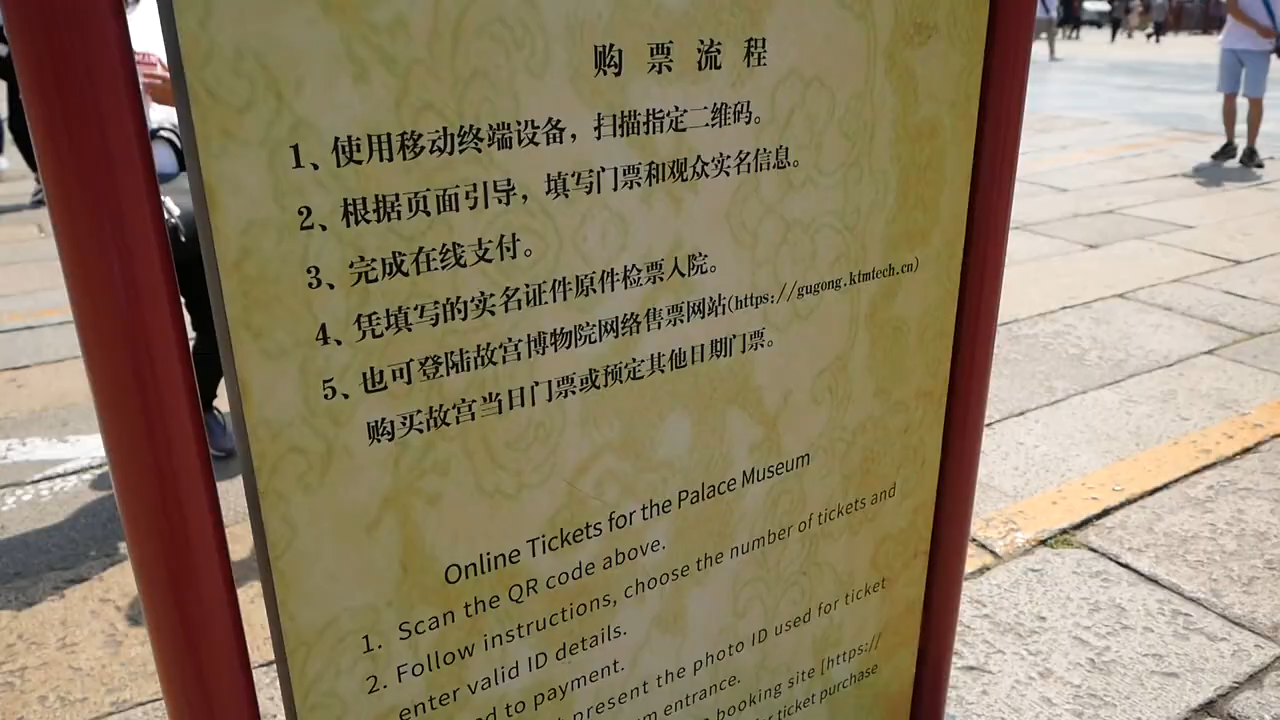 购票流程
1、使用移动终端设备，扫描指定二维码。
2、根据页面引导，填写门票和观众实名信息。
3、完成在线支付。
4、凭填写的实名证件原件检票入院。
5、也可登陆故宫博物院网络售票网站(https://gugong.ktmtech.cn)
购买故宫当日门票或预定其他日期门票。
Online Tickets for the Palace Museum
1. Scan the QR code above.
2. Follow instructions, choose the number of tickets and
enter valid ID details.
to payment.
present the photo ID used for ticket
entrance.
booking site [https://
ticket purchase